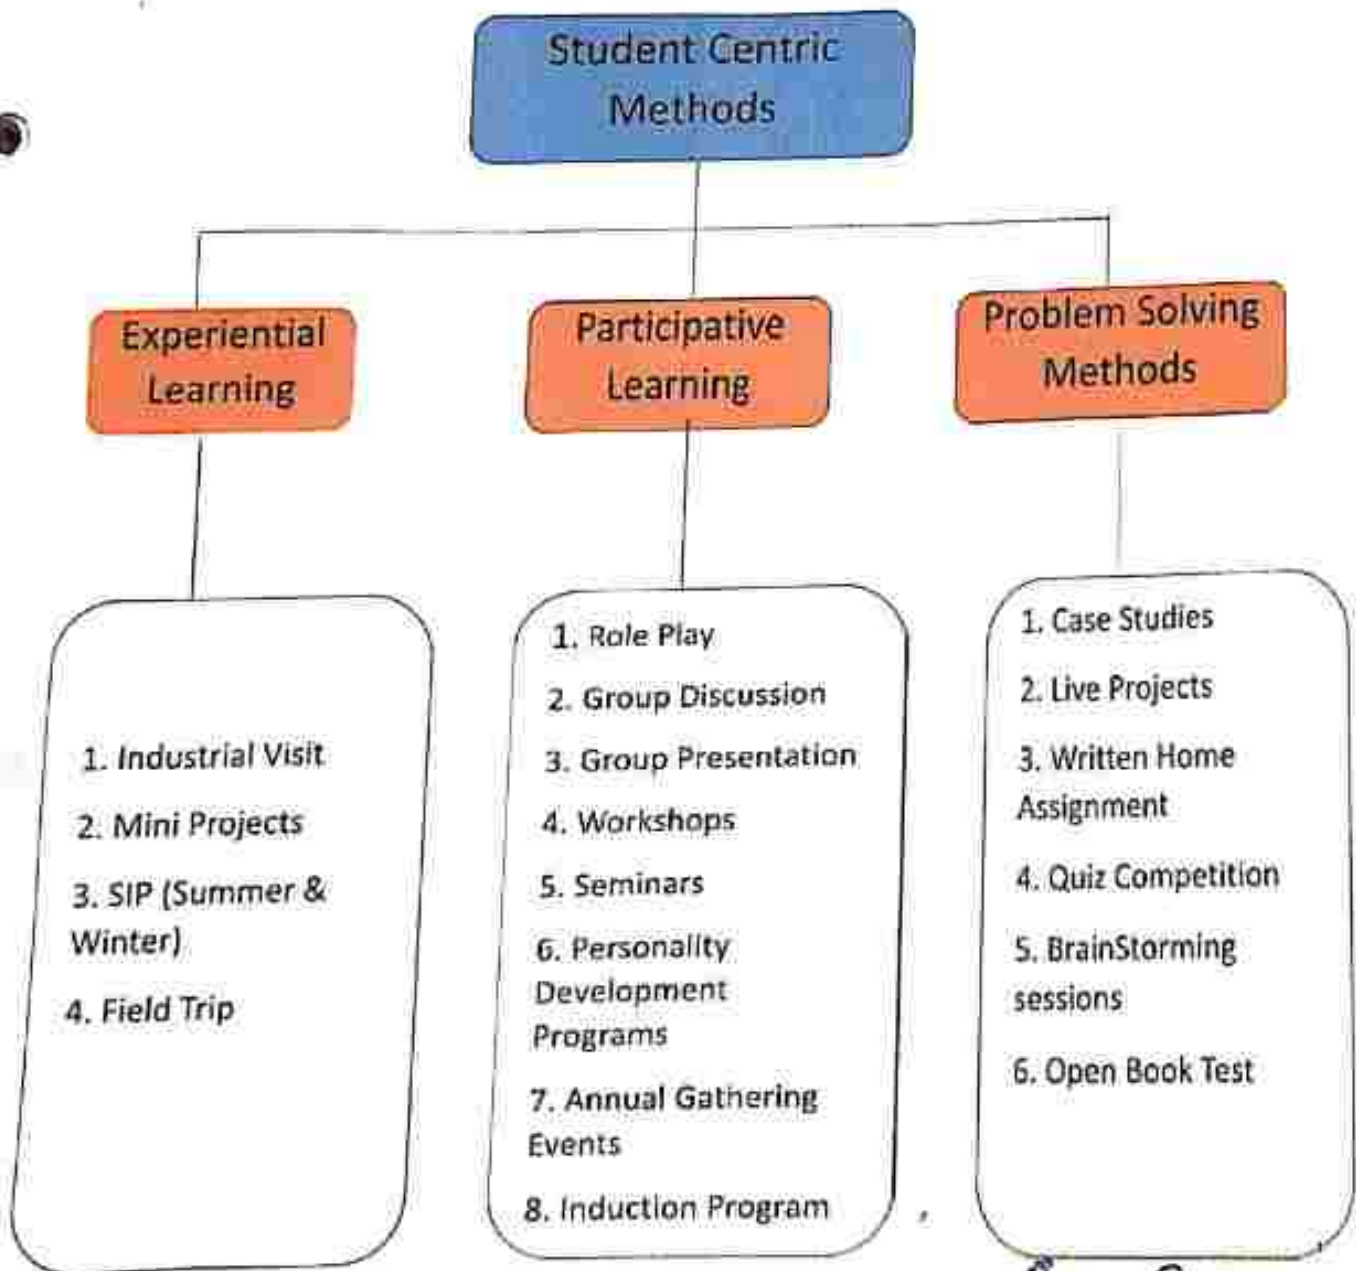 Student Centric
Methods
Experiential
Learning
Participative
Learning
Problem Solving
Methods
1. Industrial Visit
2. Mini Projects
3. SIP (Summer &
Winter)
4. Field Trip
1. Role Play
2. Group Discussion
3. Group Presentation
4. Workshops
5. Seminars
6. Personality
Development
Programs
7. Annual Gathering
Events
8. Induction Program
1. Case Studies
2. Live Projects
3. Written Home
Assignment
4. Quiz Competition
5. BrainStorming
sessions
6. Open Book Test